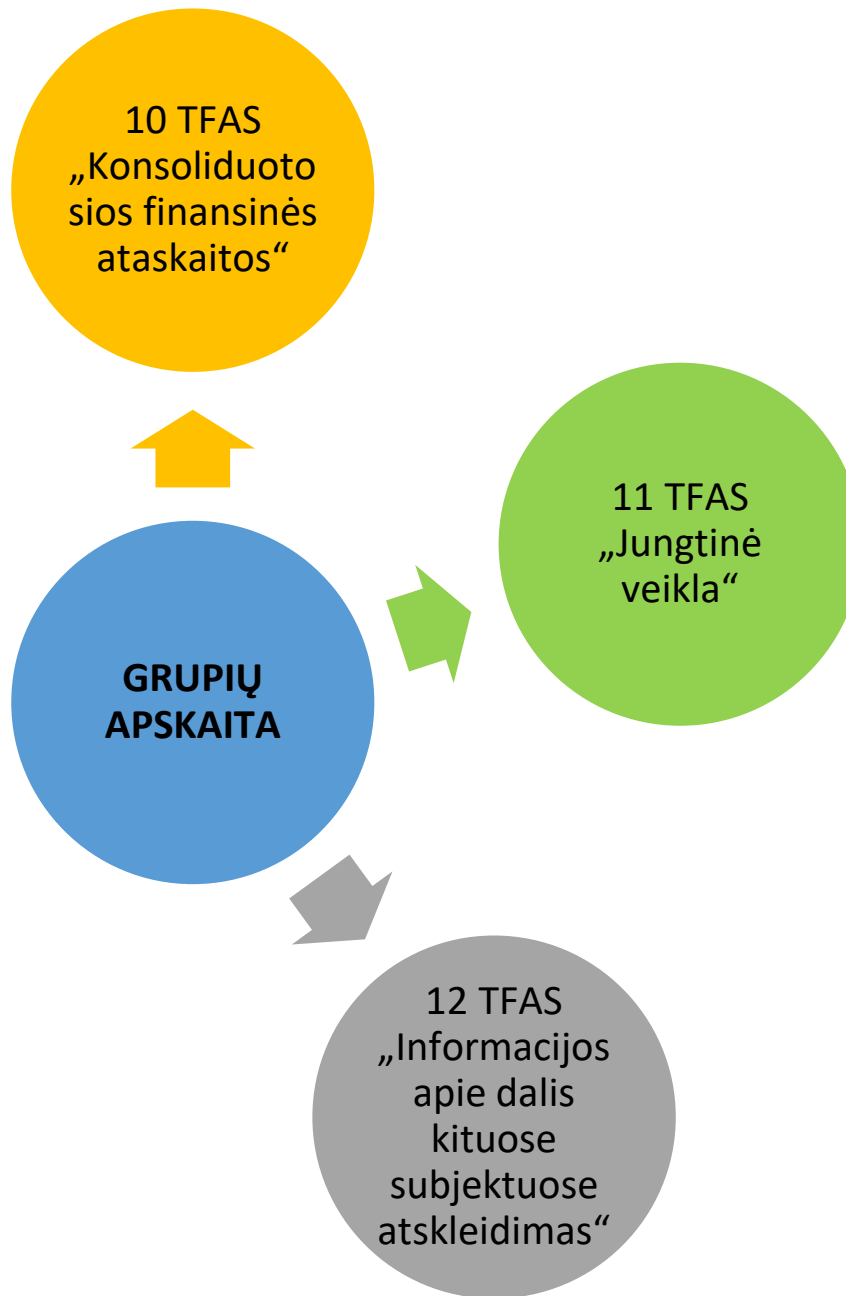 10 TFAS
„Konsoliduoto
sios finansinės
ataskaitos“
11 TFAS
„Jungtinė
veikla“
GRUPIŲ
APSKAITA
12 TFAS
„Informacijos
apie dalis
kituose
subjektuose
atskleidimas“